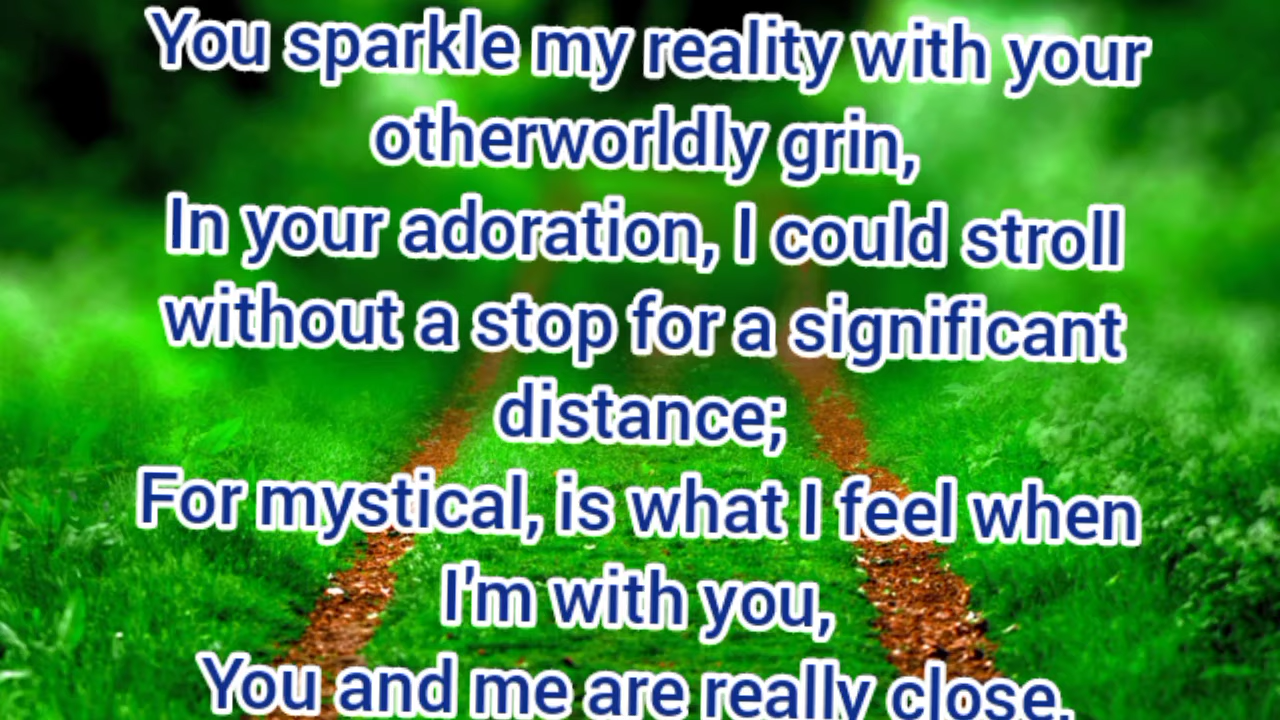 You sparkle my reality with your
otherworldly grin,
In your adoration, I could stroll
without a stop for a significant
distance;
For mystical, is what I feel when
I'm with you,
You and me are really close.